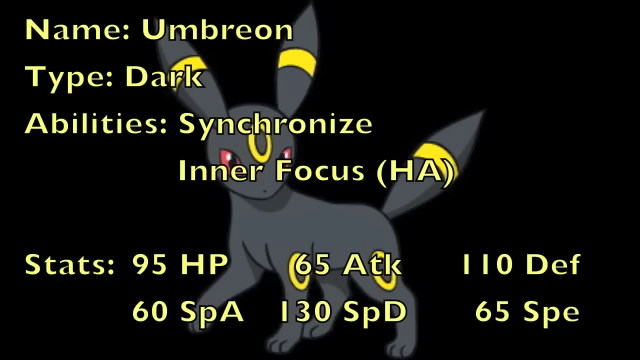 Name: Umbreon
Type: Dark
Abilities: Synchronize
Inner Focus (HA)
Stats: 95 HP 65 Atk 110 Def
60 SpA 130 SpD 65 Spe